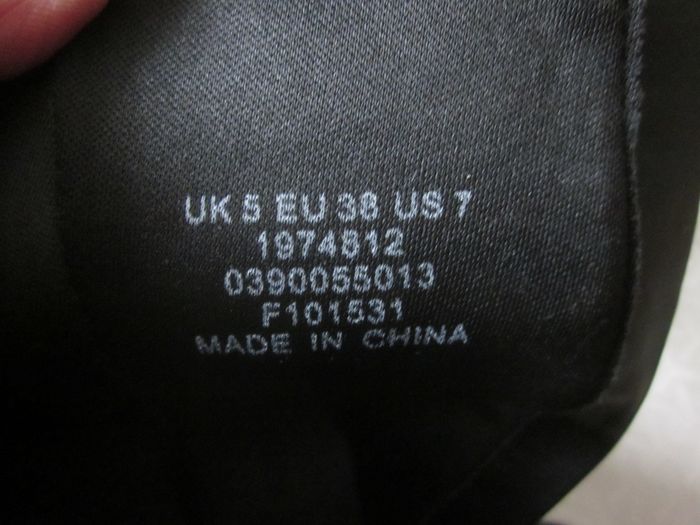 UK 5 EU 38 US 7
1974812
0390055013
F101531
MADE IN CHINA